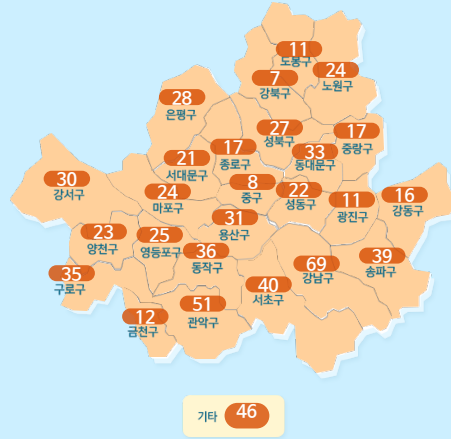 11
도봉구
24
노원구
7
강북구
28
은평구
27
성북구
17
중랑구
17
종로구
33
동대문구
21
서대문구
30
강서구
24
마포구
8
중구
22
성동구
11
광진구
16
강동구
31
용산구
23
양천구
25
영등포구
36
동작구
39
송파구
69
강남구
35
구로구
40
서초구
51
관악구
12
금천구
기타 46